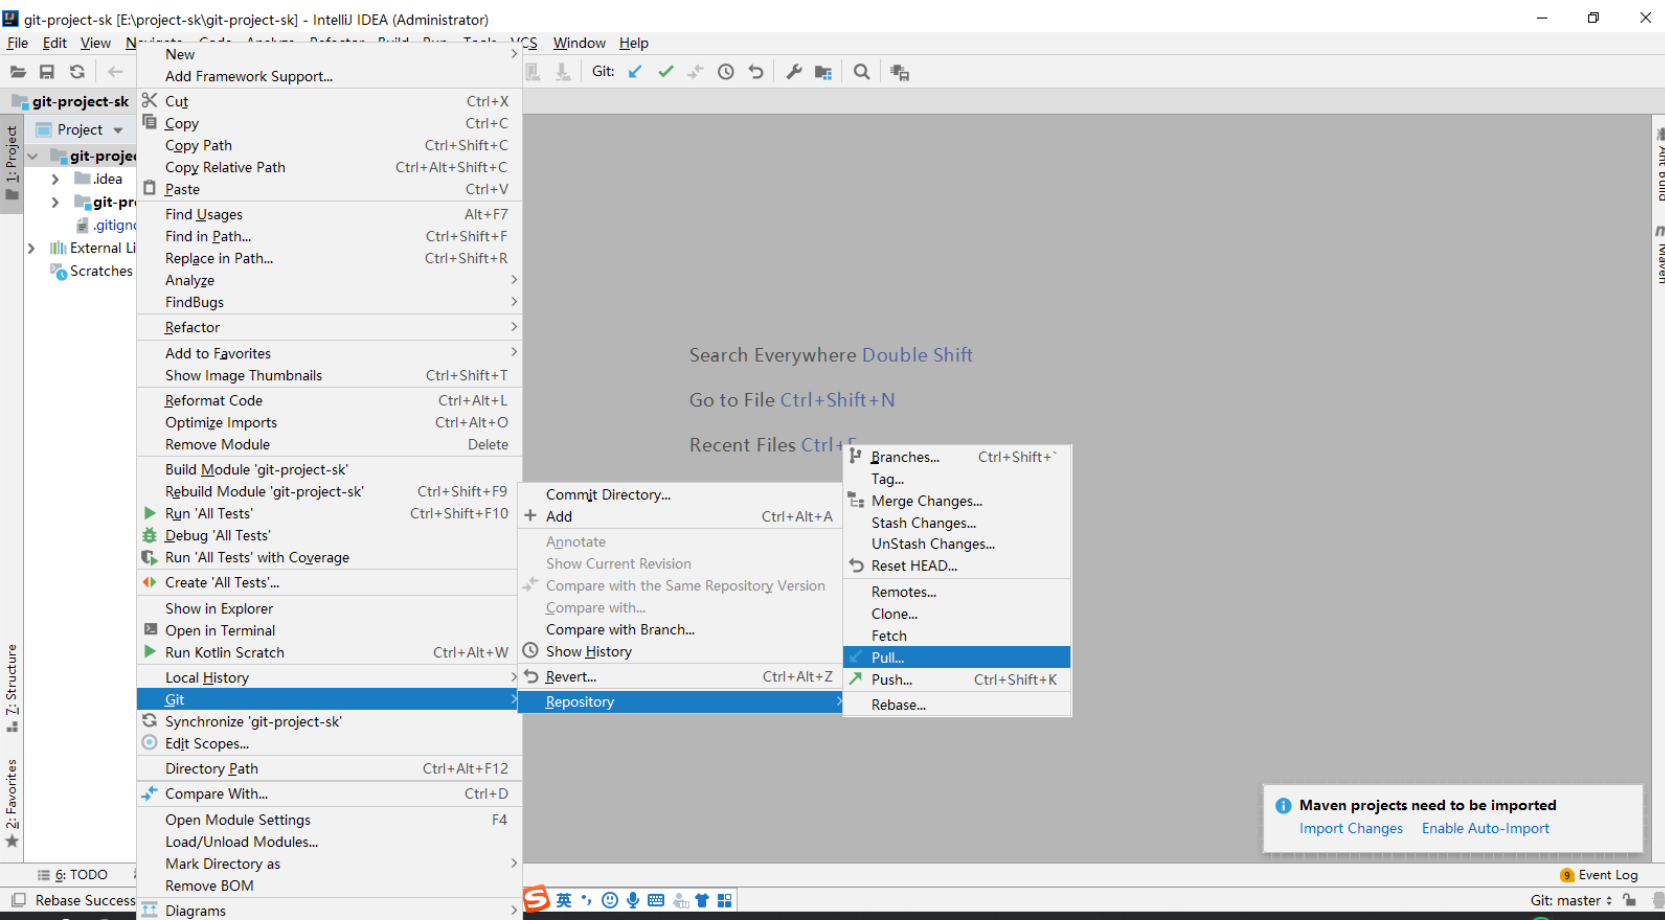 git-project-sk [E:\project-sk\git-project-sk] - IntelliJ IDEA (Administrator)
File Edit View VCS Window Help
Git:
git-project-sk
Project
1: Project
git-projec
.idea
git-pr
.gitigno
External Li
Scratches
7: Structure
2: Favorites
New
Add Framework Support...
Cut Ctrl+X
Copy Ctrl+C
Copy Path Ctrl+Shift+C
Copy Relative Path Ctrl+Alt+Shift+C
Paste Ctrl+V
Find Usages Alt+F7
Find in Path... Ctrl+Shift+F
Replace in Path... Ctrl+Shift+R
Analyze
FindBugs
Refactor
Add to Favorites
Show Image Thumbnails Ctrl+Shift+T
Reformat Code Ctrl+Alt+L
Optimize Imports Ctrl+Alt+O
Remove Module Delete
Build Module 'git-project-sk'
Rebuild Module 'git-project-sk' Ctrl+Shift+F9
Run 'All Tests' Ctrl+Shift+F10
Debug 'All Tests'
Run 'All Tests' with Coverage
Create 'All Tests'...
Show in Explorer
Open in Terminal
Run Kotlin Scratch Ctrl+Alt+W
Local History
Git
Synchronize 'git-project-sk'
Edit Scopes...
Directory Path Ctrl+Alt+F12
Compare With... Ctrl+D
Open Module Settings F4
Load/Unload Modules...
Mark Directory as
Remove BOM
Diagrams
Commit Directory...
Add Ctrl+Alt+A
Annotate
Show Current Revision
Compare with the Same Repository Version
Compare with...
Compare with Branch...
Show History
Revert... Ctrl+Alt+Z
Repository
Branches... Ctrl+Shift+`
Tag...
Merge Changes...
Stash Changes...
UnStash Changes...
Reset HEAD...
Remotes...
Clone...
Fetch
Pull...
Push... Ctrl+Shift+K
Rebase...
Search Everywhere Double Shift
Go to File Ctrl+Shift+N
Recent Files Ctrl+
Ant Build
m Maven
Maven projects need to be imported
Import Changes Enable Auto-Import
6: TODO
9 Event Log
Rebase Success
S 英
Git: master